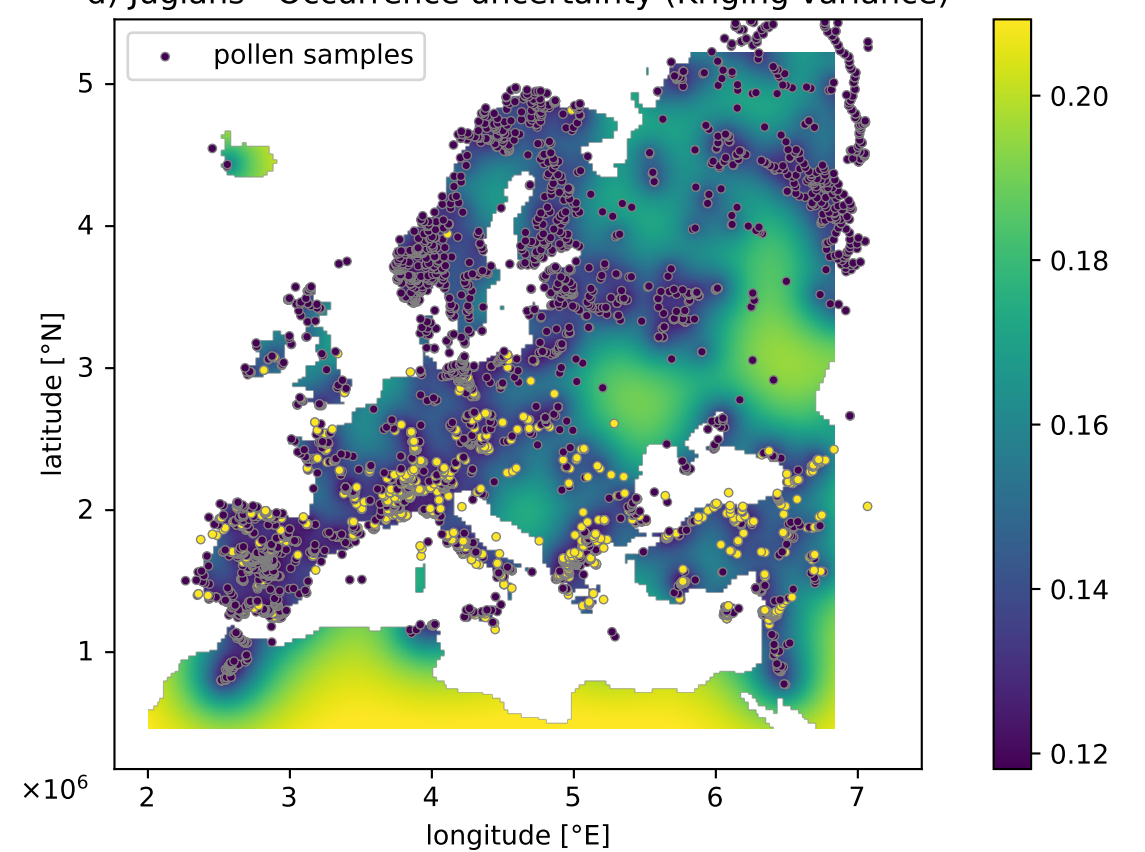 d) Juglans - Occurrence uncertainty (Kriging variance)
pollen samples
5
4
3
2
1
latitude [°N]
×10⁶
2 3 4 5 6 7
longitude [°E]
0.20
0.18
0.16
0.14
0.12